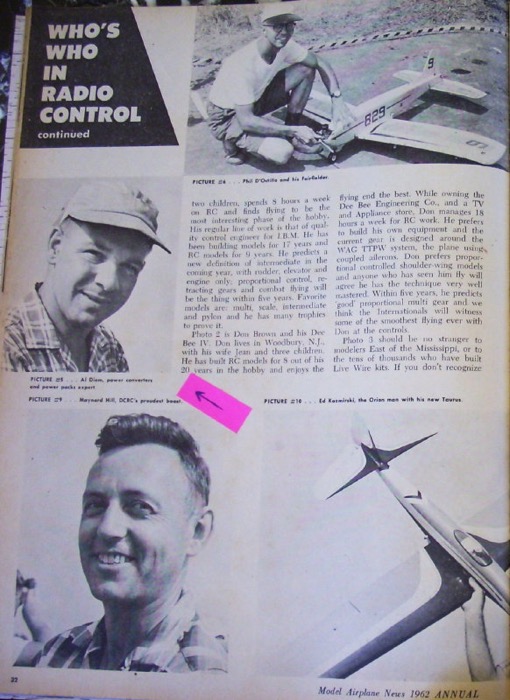 WHO'S
WHO
IN
RADIO
CONTROL
continued
829
9
PICTURE #4 . . . Phil D'Ostilio and his Fairfielder.
two children, spends 8 hours a week
on RC and finds flying to be the
most interesting phase of the hobby.
His regular line of work is that of qual-
ity control engineer for I.B.M. He has
been building models for 17 years and
RC models for 9 years. He predicts a
new definition of intermediate in the
coming year, with rudder, elevator and
engine only; proportional control, re-
tracting gears and combat flying will
be the thing within five years. Favorite
models are: multi, scale, intermediate
and pylon and he has many trophies
to prove it.
Photo 2 is Don Brown and his Dee
Bee IV. Don lives in Woodbury, N.J.,
with his wife Jean and three children.
He has built RC models for 8 out of his
20 years in the hobby and enjoys the
flying end the best. While owning the
Dee Bee Engineering Co., and a TV
and Appliance store, Don manages 18
hours a week for RC work. He prefers
to build his own equipment and the
current gear is designed around the
WAG TTPW system, the plane using
coupled ailerons. Don prefers propor-
tional controlled shoulder-wing models
and anyone who has seen him fly will
agree he has the technique very well
mastered. Within five years, he predicts
"good" proportional multi gear and we
think the Internationals will witness
some of the smoothest flying ever with
Don at the controls.
Photo 3 should be no stranger to
modelers East of the Mississippi, or to
the tens of thousands who have built
Live Wire kits. If you don't recognize
PICTURE #5 . . . Al Diem, power converters
and power packs expert.
PICTURE #9 . . . Maynard Hill, DCRC's proudest boast.
PICTURE #10 . . . Ed Kazmirski, the Orion man with his new Taurus.
22
Model Airplane News 1962 ANNUAL